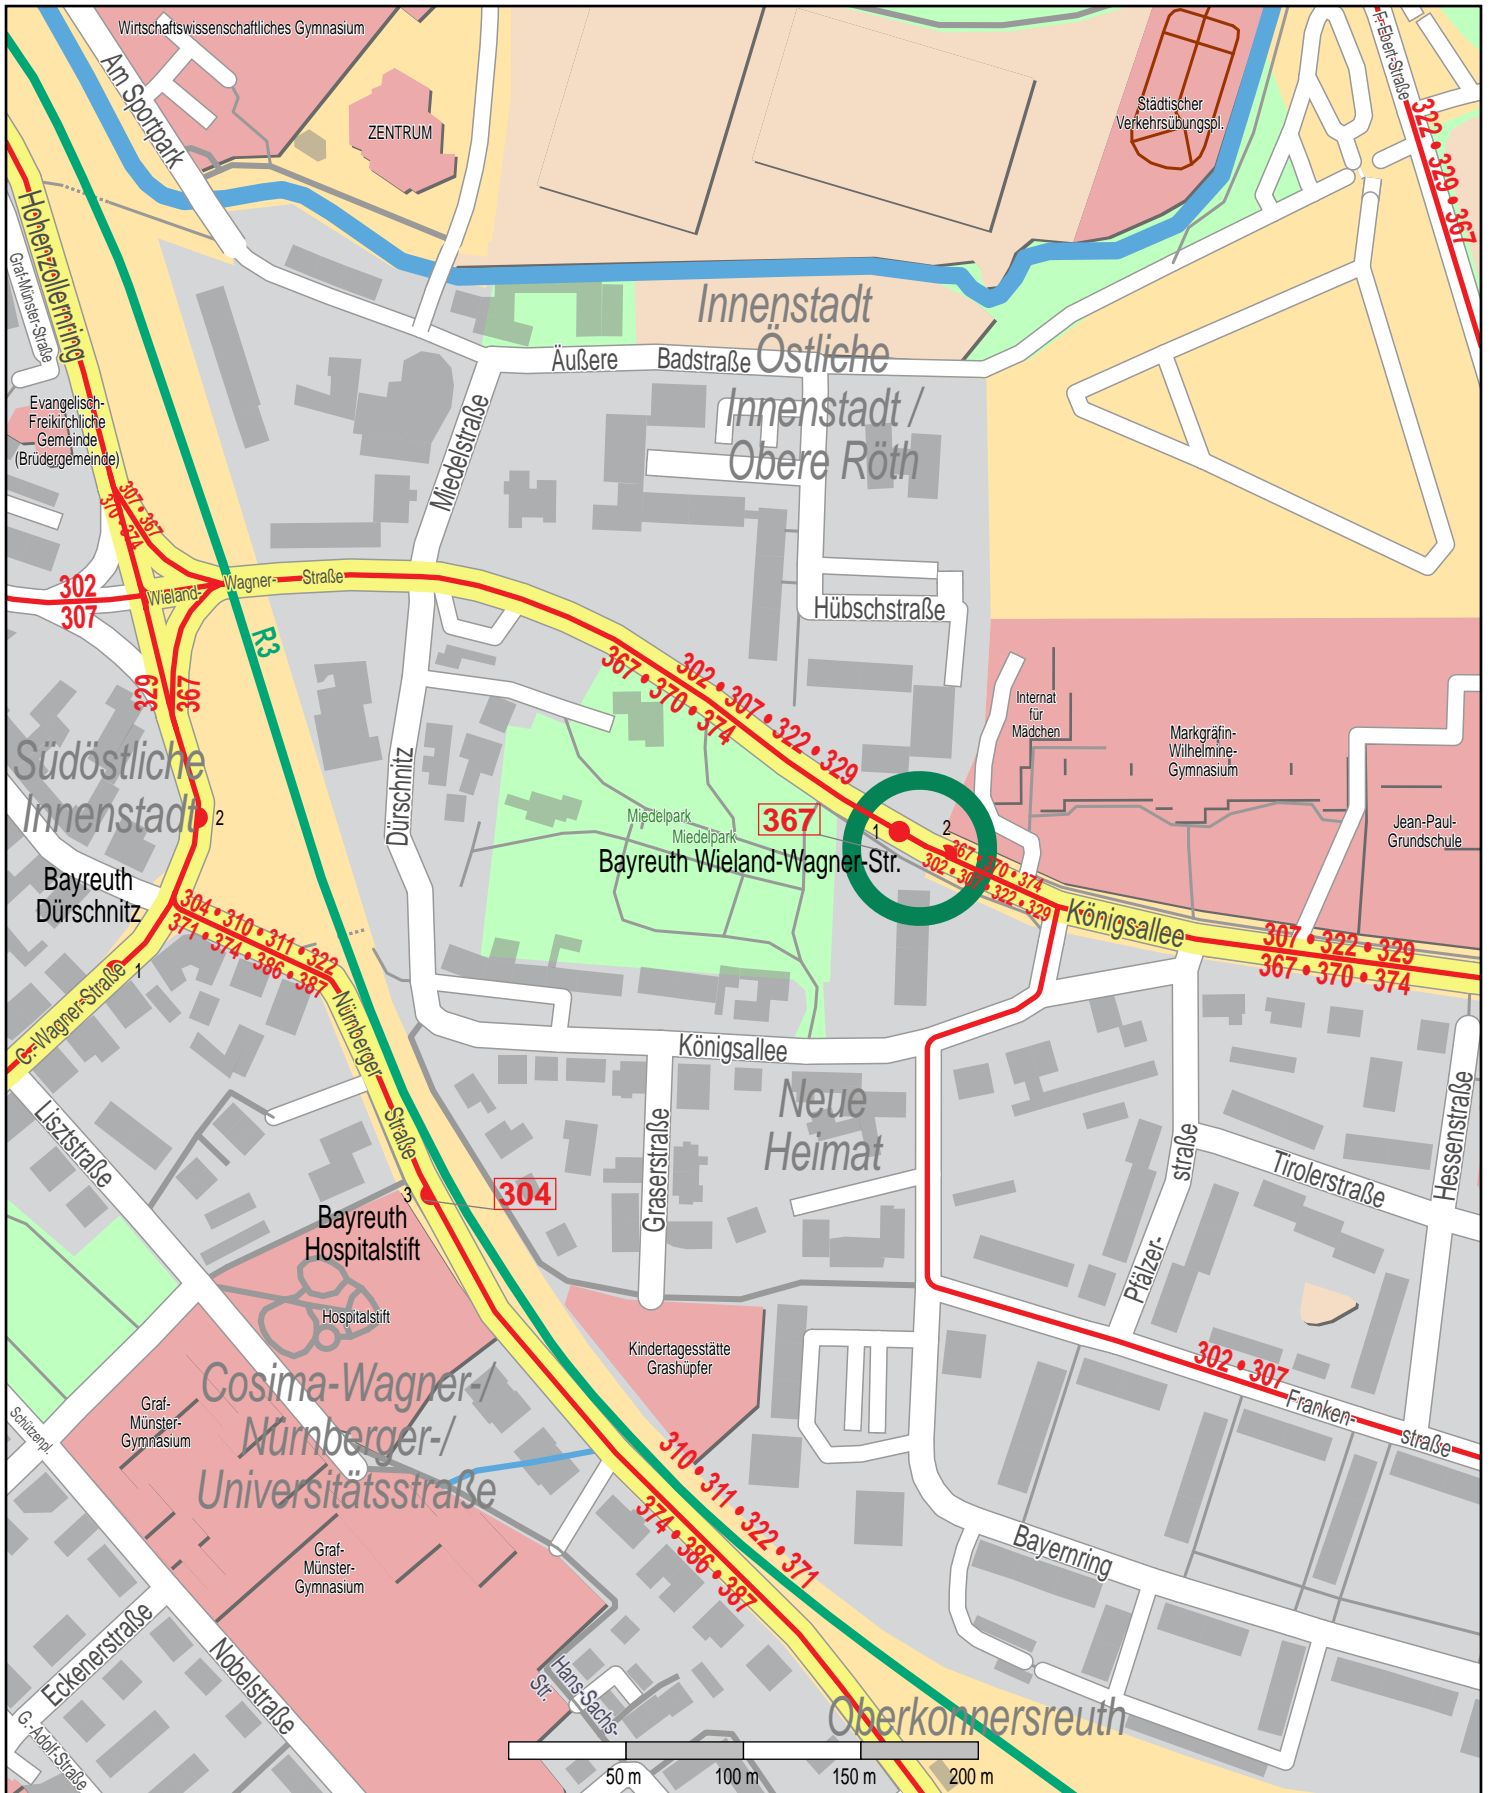 Wirtschaftswissenschaftliches Gymnasium
Am Sportpark
ZENTRUM
Städtischer
Verkehrsübungspl.
F.-Ebert-Straße
322 • 329 • 367
Hohenzollernring
Graf-Münster-Straße
Innenstadt
Östliche
Innenstadt /
Obere Röth
Äußere
Badstraße
Miedelstraße
Evangelisch-
Freikirchliche
Gemeinde
(Brüdergemeinde)
307 • 367
370 • 374
302
307
Wieland-
Wagner-
Straße
R3
Hübschstraße
329
367
302 • 307 • 322 • 329
367 • 370 • 374
Internat
für
Mädchen
Markgräfin-
Wilhelmine-
Gymnasium
Jean-Paul-
Grundschule
Südöstliche
Innenstadt
2
Dürschnitz
Miedelpark
Miedelpark
367
1
2
Bayreuth Wieland-Wagner-Str.
367 • 370 • 374
302 • 307 • 322 • 329
Königsallee
307 • 322 • 329
367 • 370 • 374
Bayreuth
Dürschnitz
304 • 310 • 311 • 322
371 • 374 • 386 • 387
1
C.-Wagner-Straße
Nürnberger
Straße
Königsallee
Neue
Heimat
Lisztstraße
Graserstraße
Pfälzer-
straße
Tirolerstraße
Hessenstraße
3
304
Bayreuth
Hospitalstift
Hospitalstift
Kindertagesstätte
Grashüpfer
302 • 307
Franken-
straße
Cosima-Wagner-/
Nürnberger-/
Universitätsstraße
Graf-
Münster-
Gymnasium
Schützenpl.
310 • 311 • 322 • 371
374 • 386 • 387
Graf-
Münster-
Gymnasium
Bayernring
Eckenerstraße
Nobelstraße
Hans-Sachs-
Str.
G.-Adolf-Straße
Oberkonnersreuth
50 m
100 m
150 m
200 m